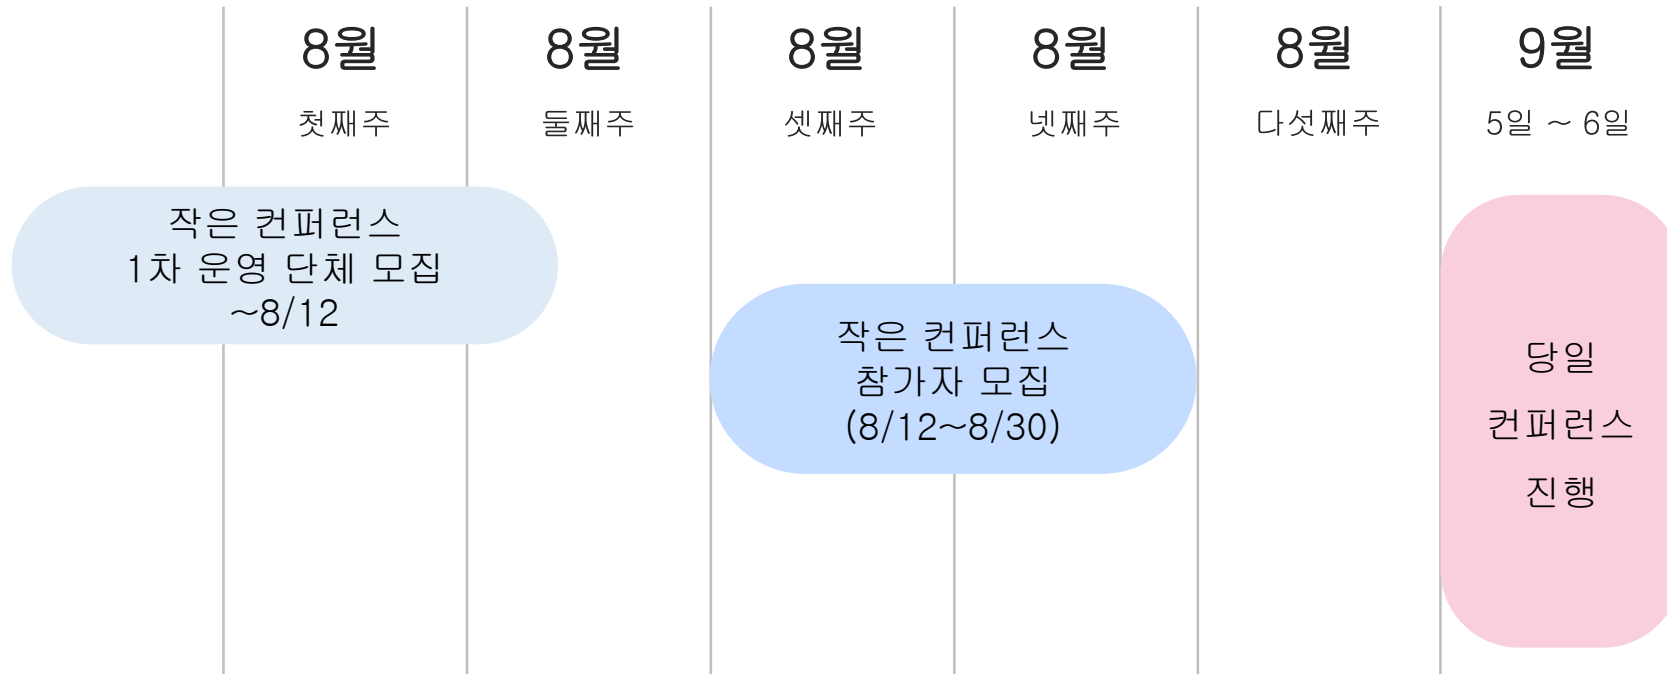 8월
첫째주
8월
둘째주
8월
셋째주
8월
넷째주
8월
다섯째주
9월
5일 ~ 6일
작은 컨퍼런스
1차 운영 단체 모집
~8/12
작은 컨퍼런스
참가자 모집
(8/12~8/30)
당일
컨퍼런스
진행